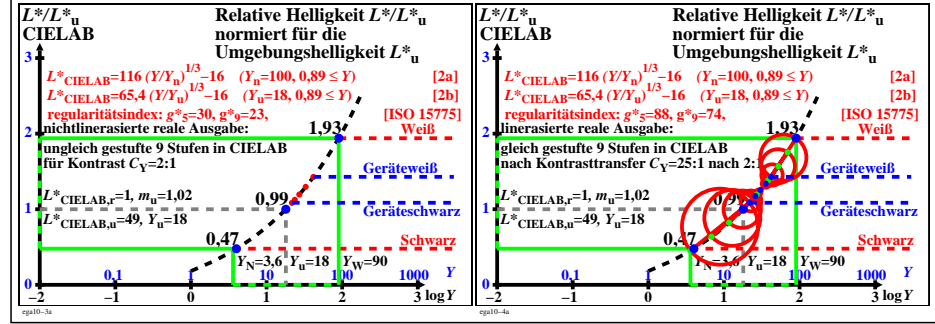 L*/L*u
CIELAB
Relative Helligkeit L*/L*u
normiert für die
Umgebungshelligkeit L*u
3
L*CIELAB=116 (Y/Yn)1/3–16 (Yn=100, 0,89 ≤ Y) [2a]
L*CIELAB=65,4 (Y/Yu)1/3–16 (Yu=18, 0,89 ≤ Y) [2b]
regularitätsindex: g*5=30, g*9=23, [ISO 15775]
nichtlinerasierte reale Ausgabe:
1,93
Weiß
2
ungleich gestufte 9 Stufen in CIELAB
für Kontrast CY=2:1
Geräteweiß
L*CIELAB,r=1, mu=1,02
0,99
1
L*CIELAB,u=49, Yu=18
Geräteschwarz
0,47
Schwarz
YN=3,6 Yu=18 YW=90
0,1 1 10 100 1000 Y
0
–2 –1 0 1 2 3 log Y
ega10-3a
L*/L*u
CIELAB
Relative Helligkeit L*/L*u
normiert für die
Umgebungshelligkeit L*u
3
L*CIELAB=116 (Y/Yn)1/3–16 (Yn=100, 0,89 ≤ Y) [2a]
L*CIELAB=65,4 (Y/Yu)1/3–16 (Yu=18, 0,89 ≤ Y) [2b]
regularitätsindex: g*5=88, g*9=74, [ISO 15775]
linerasierte reale Ausgabe:
1,93
Weiß
2
gleich gestufte 9 Stufen in CIELAB
nach Kontrasttransfer CY=25:1 nach 2:1
Geräteweiß
L*CIELAB,r=1, mu=1,02
0,99
1
L*CIELAB,u=49, Yu=18
Geräteschwarz
0,47
Schwarz
YN=3,6 Yu=18 YW=90
0,1 1 10 100 1000 Y
0
–2 –1 0 1 2 3 log Y
ega10-4a